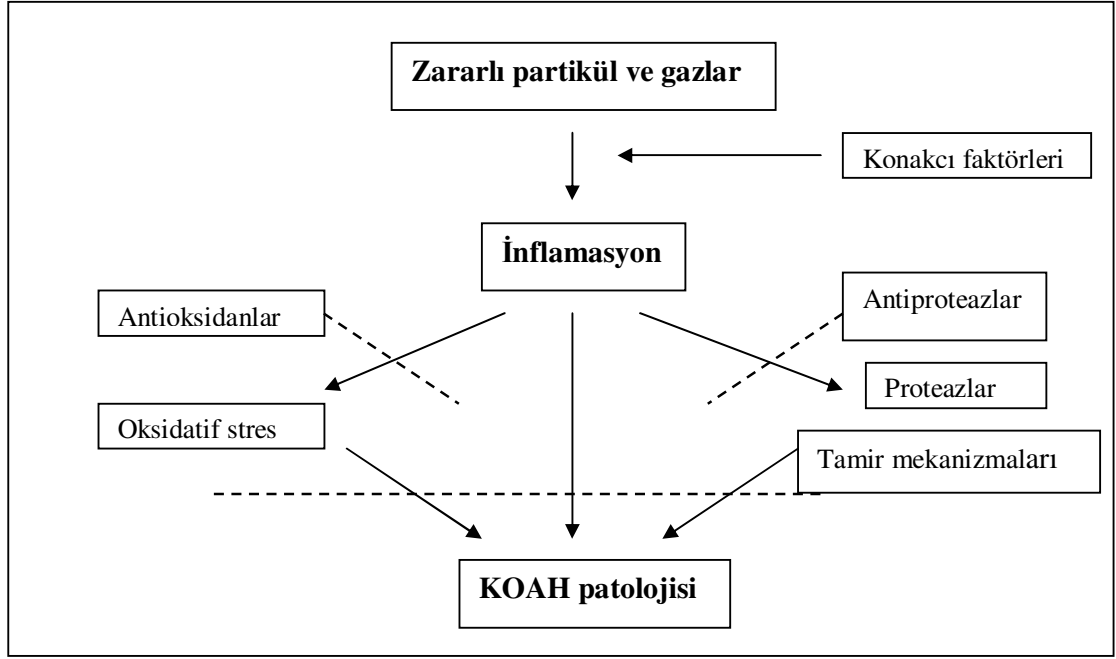 Zararlı partikül ve gazlar
Konakcı faktörleri
İnflamasyon
Antioksidanlar
Antiproteazlar
Proteazlar
Oksidatif stres
Tamir mekanizmaları
KOAH patolojisi